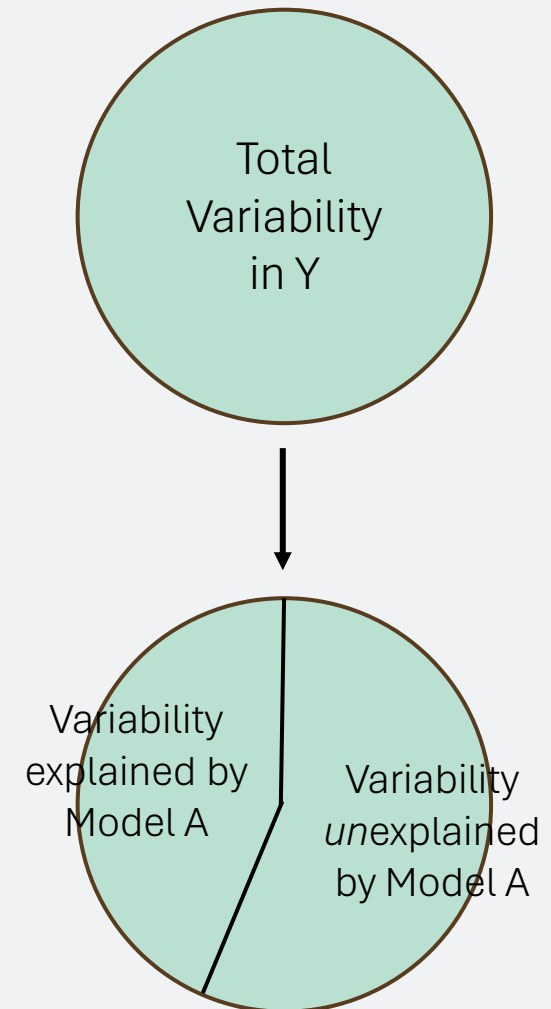 Total
Variability
in Y
Variability
explained by
Model A
Variability
unexplained
by Model A